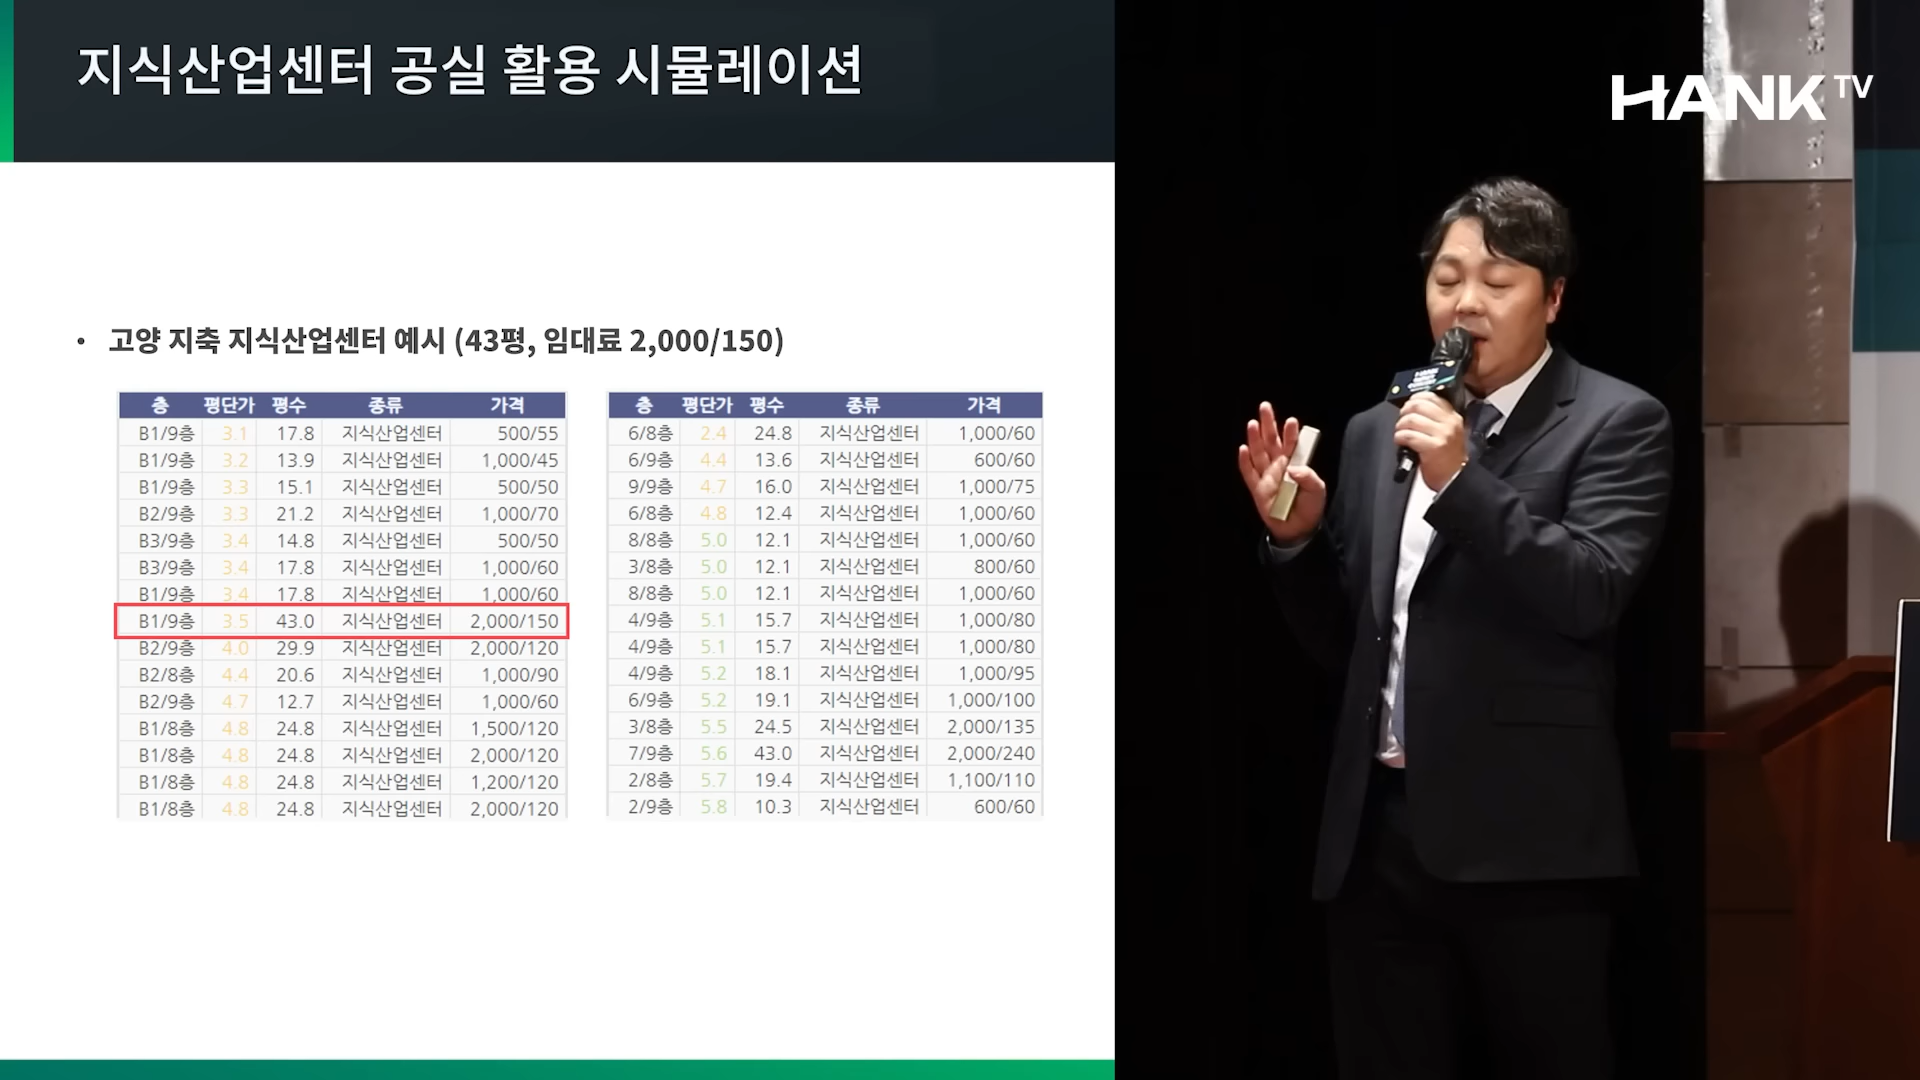 지식산업센터 공실 활용 시뮬레이션
HANK TV
• 고양 지축 지식산업센터 예시 (43평, 임대료 2,000/150)
층 평단가 평수 종류 가격
B1/9층 3.1 17.8 지식산업센터 500/55
B1/9층 3.2 13.9 지식산업센터 1,000/45
B1/9층 3.3 15.1 지식산업센터 500/50
B2/9층 3.3 21.2 지식산업센터 1,000/70
B3/9층 3.4 14.8 지식산업센터 500/50
B3/9층 3.4 17.8 지식산업센터 1,000/60
B1/9층 3.4 17.8 지식산업센터 1,000/60
B1/9층 3.5 43.0 지식산업센터 2,000/150
B2/9층 4.0 29.9 지식산업센터 2,000/120
B2/8층 4.4 20.6 지식산업센터 1,000/90
B2/9층 4.7 12.7 지식산업센터 1,000/60
B1/8층 4.8 24.8 지식산업센터 1,500/120
B1/8층 4.8 24.8 지식산업센터 2,000/120
B1/8층 4.8 24.8 지식산업센터 1,200/120
B1/8층 4.8 24.8 지식산업센터 2,000/120
층 평단가 평수 종류 가격
6/8층 2.4 24.8 지식산업센터 1,000/60
6/9층 4.4 13.6 지식산업센터 600/60
9/9층 4.7 16.0 지식산업센터 1,000/75
6/8층 4.8 12.4 지식산업센터 1,000/60
8/8층 5.0 12.1 지식산업센터 1,000/60
3/8층 5.0 12.1 지식산업센터 800/60
8/8층 5.0 12.1 지식산업센터 1,000/60
4/9층 5.1 15.7 지식산업센터 1,000/80
4/9층 5.1 15.7 지식산업센터 1,000/80
4/9층 5.2 18.1 지식산업센터 1,000/95
6/9층 5.2 19.1 지식산업센터 1,000/100
3/8층 5.5 24.5 지식산업센터 2,000/135
7/9층 5.6 43.0 지식산업센터 2,000/240
2/8층 5.7 19.4 지식산업센터 1,100/110
2/9층 5.8 10.3 지식산업센터 600/60